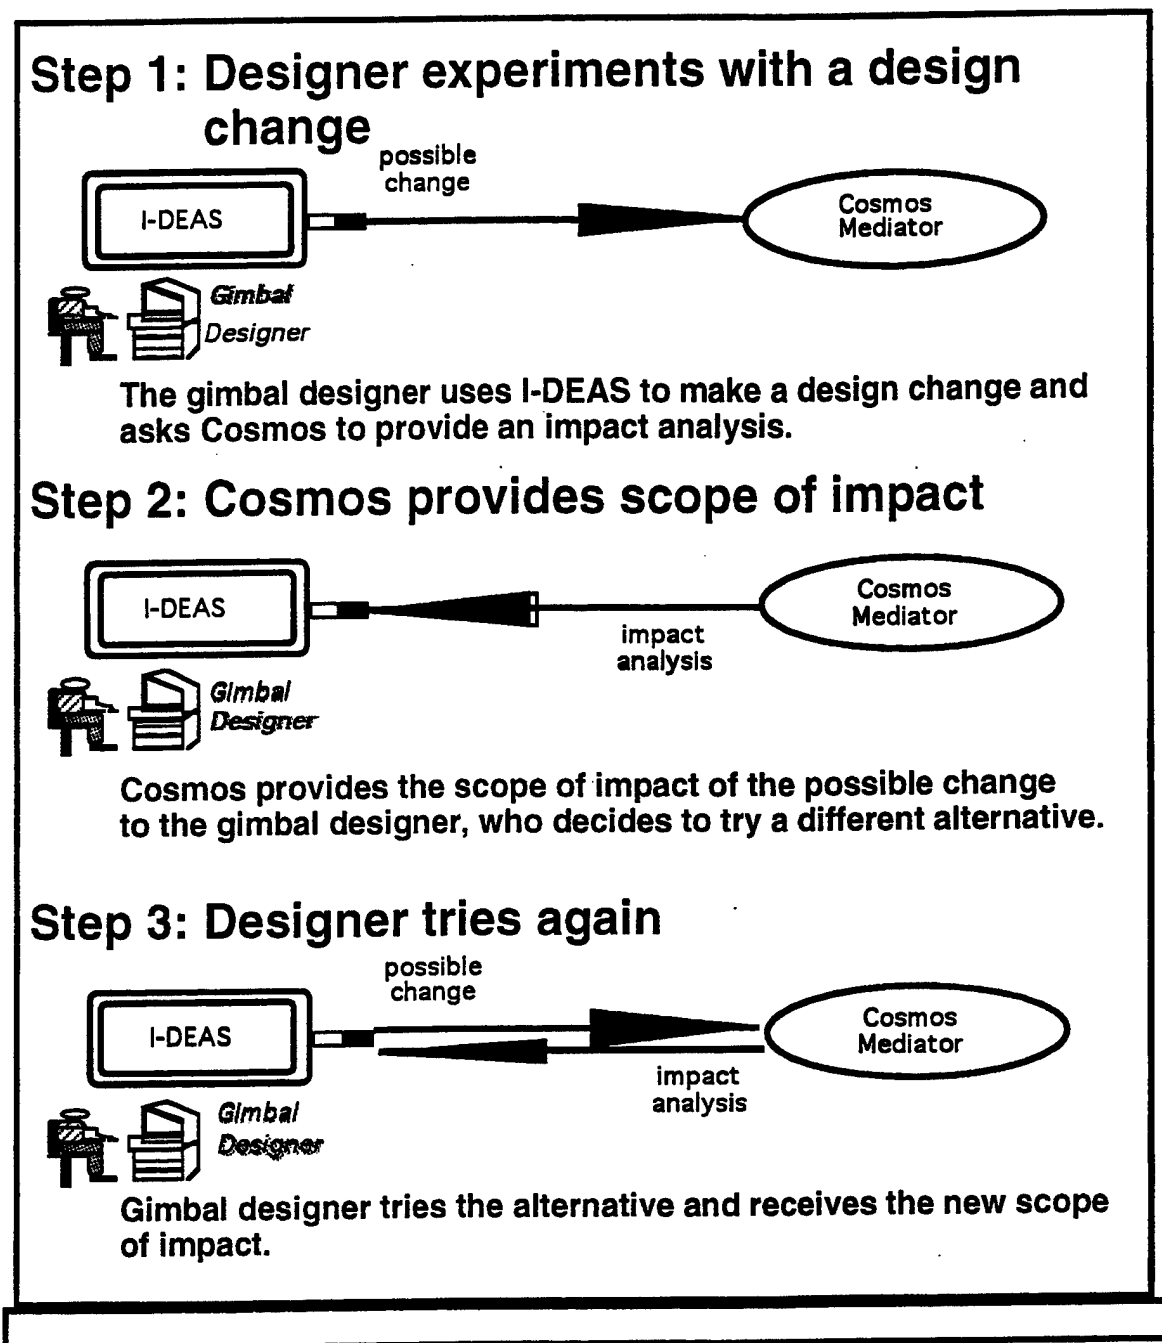 Step 1: Designer experiments with a design
change
possible
change
I-DEAS
Cosmos
Mediator
Gimbal
Designer
The gimbal designer uses I-DEAS to make a design change and
asks Cosmos to provide an impact analysis.
Step 2: Cosmos provides scope of impact
I-DEAS
Cosmos
Mediator
impact
analysis
Gimbal
Designer
Cosmos provides the scope of impact of the possible change
to the gimbal designer, who decides to try a different alternative.
Step 3: Designer tries again
possible
change
I-DEAS
Cosmos
Mediator
impact
analysis
Gimbal
Designer
Gimbal designer tries the alternative and receives the new scope
of impact.